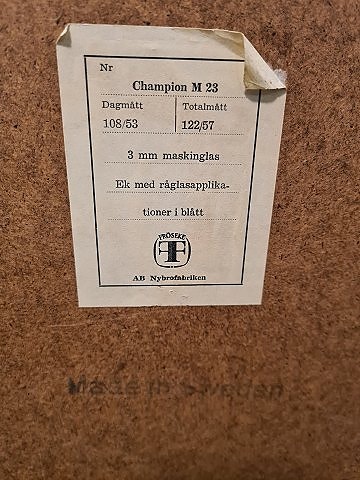 Nr
Champion M 23
Dagmått Totalmått
108/53 122/57
3 mm maskinglas
Ek med råglasapplika-
tioner i blått
FRÖSEKE
F
AB Nybrofabriken
Made in Sweden